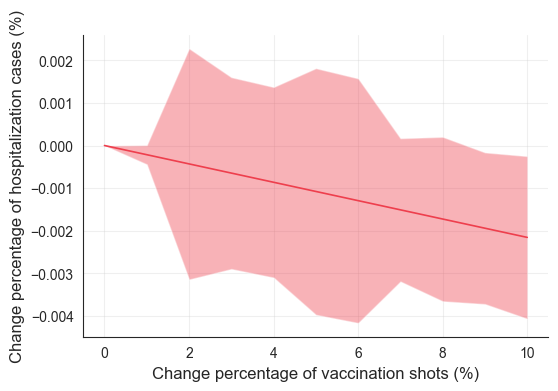 Change percentage of hospitalization cases (%)
0.002
0.001
0.000
−0.001
−0.002
−0.003
−0.004
0 2 4 6 8 10
Change percentage of vaccination shots (%)